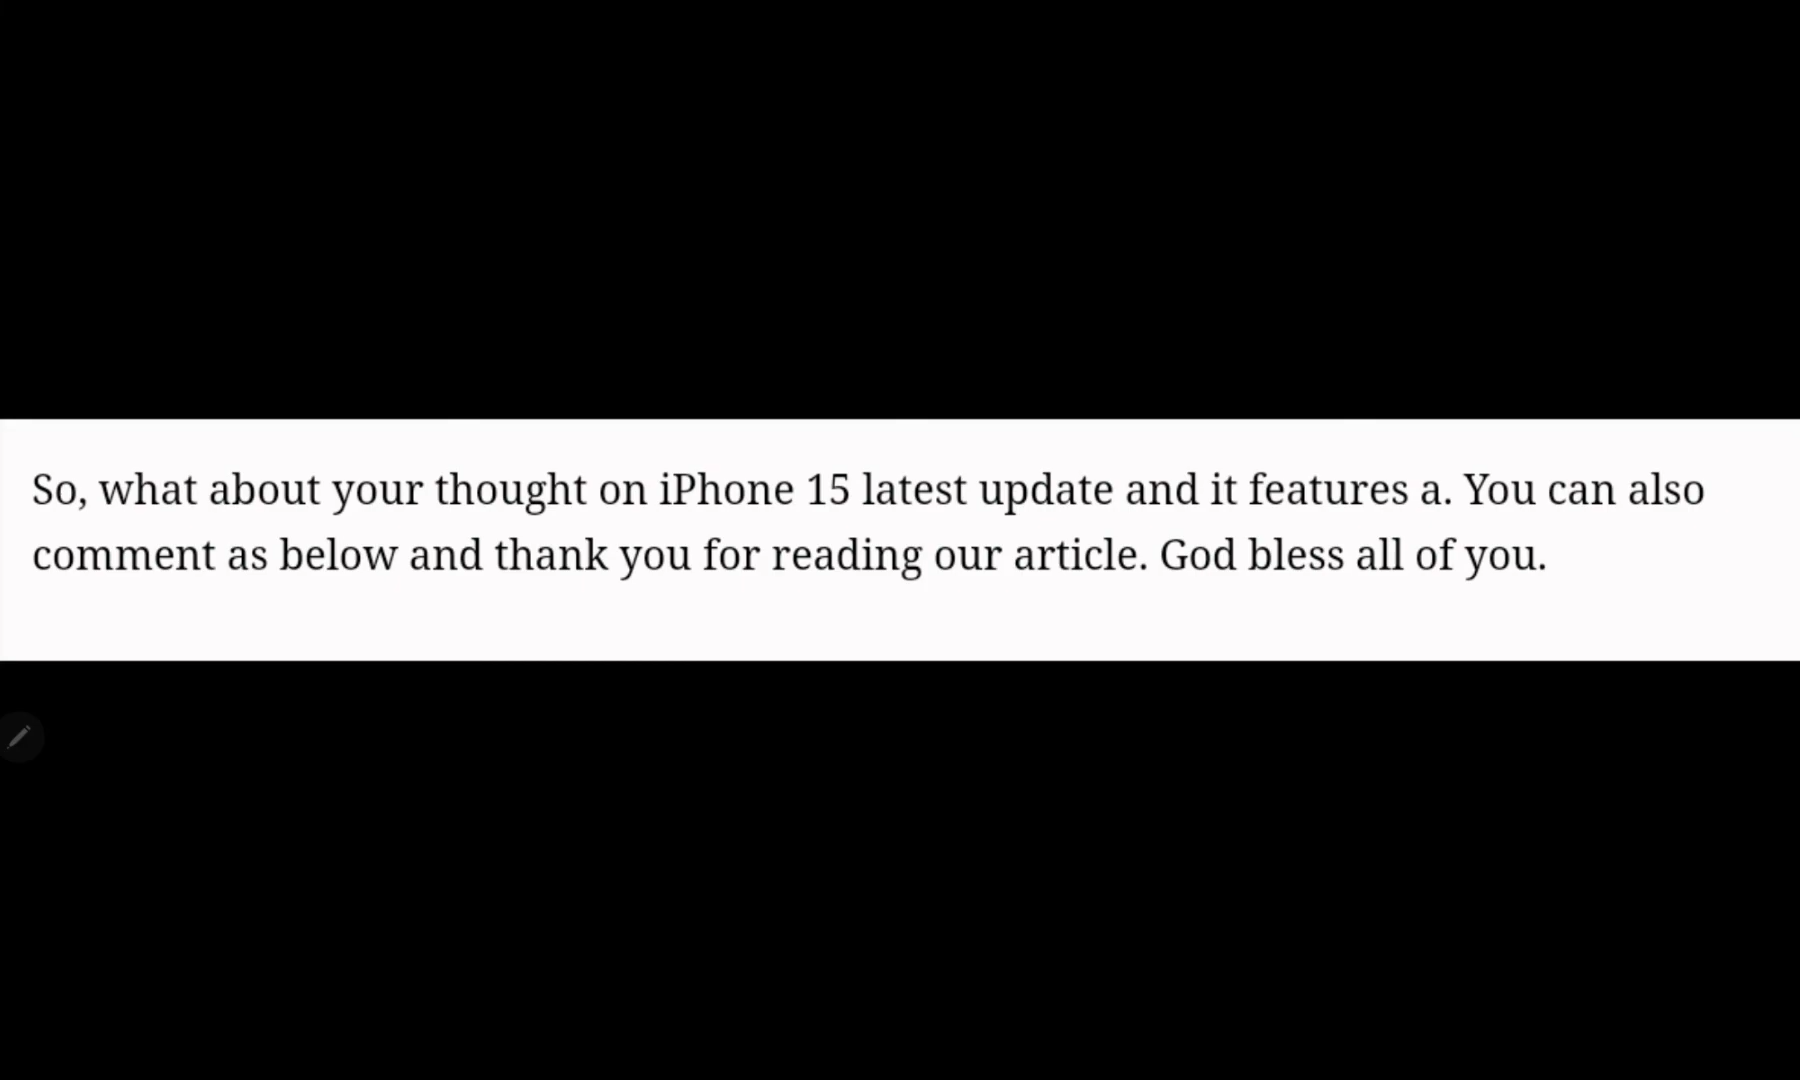 So, what about your thought on iPhone 15 latest update and it features a. You can also
comment as below and thank you for reading our article. God bless all of you.